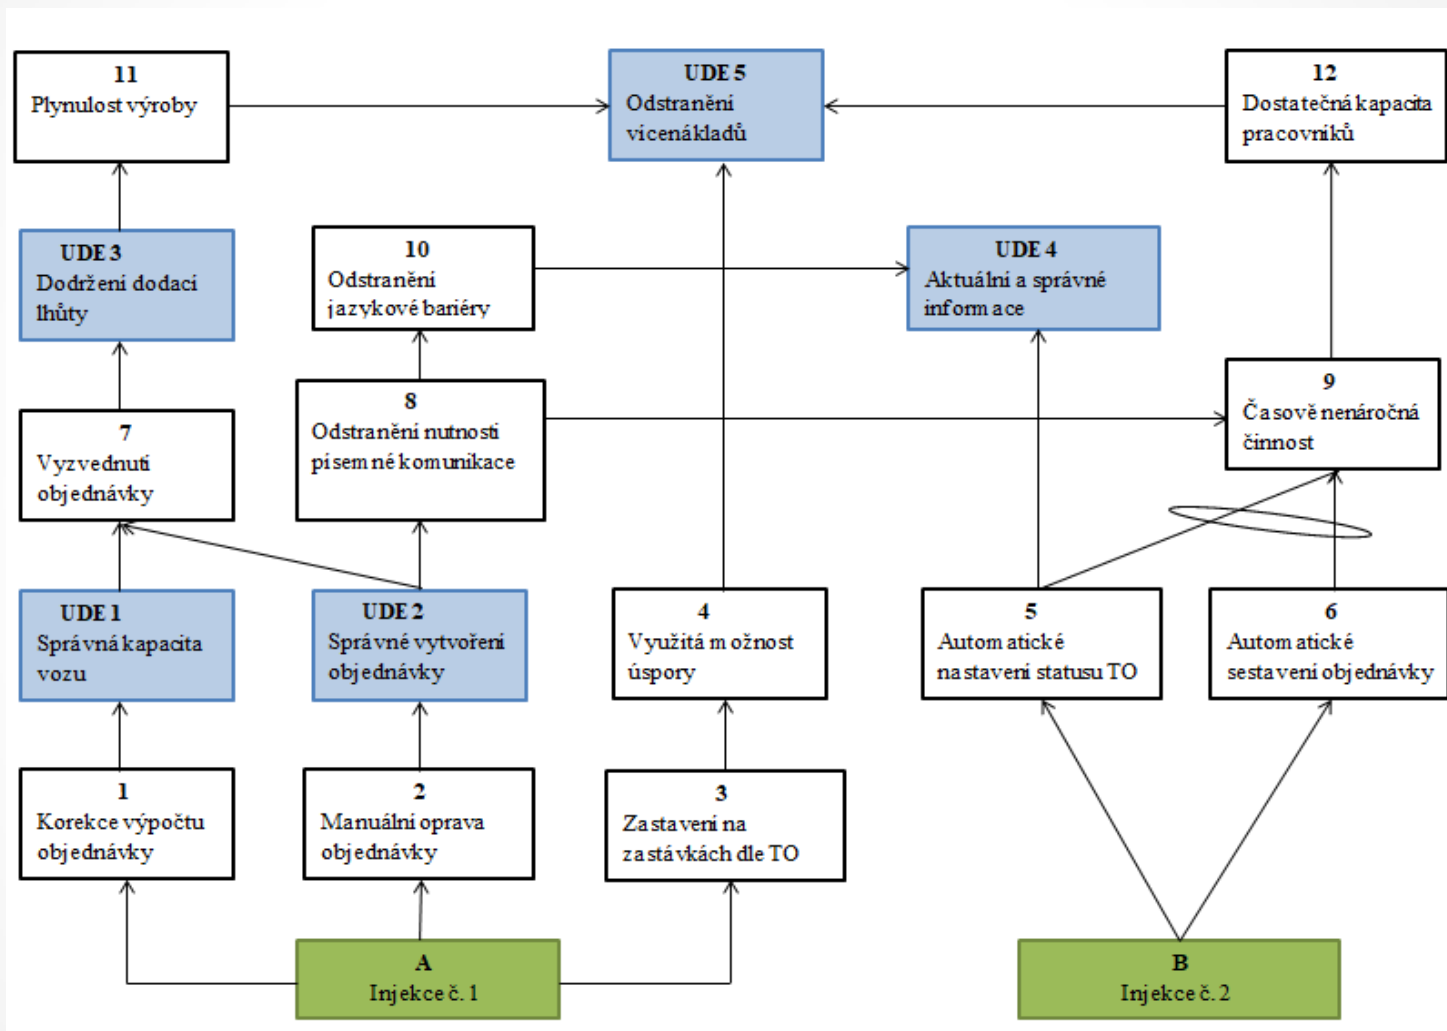 11
Plynulost výroby
UDE 5
Odstranění
vícenákladů
12
Dostatečná kapacita
pracovníků
UDE 3
Dodržení dodací
lhůty
10
Odstranění
jazykové bariéry
UDE 4
Aktuální a správné
informace
7
Vyzvednutí
objednávky
8
Odstranění nutnosti
písemné komunikace
9
Časově nenáročná
činnost
UDE 1
Správná kapacita
vozu
UDE 2
Správné vytvoření
objednávky
4
Využitá možnost
úspory
5
Automatické
nastavení statusu TO
6
Automatické
sestavení objednávky
1
Korekce výpočtu
objednávky
2
Manuální oprava
objednávky
3
Zastavení na
zastávkách dle TO
A
Injekce č. 1
B
Injekce č. 2